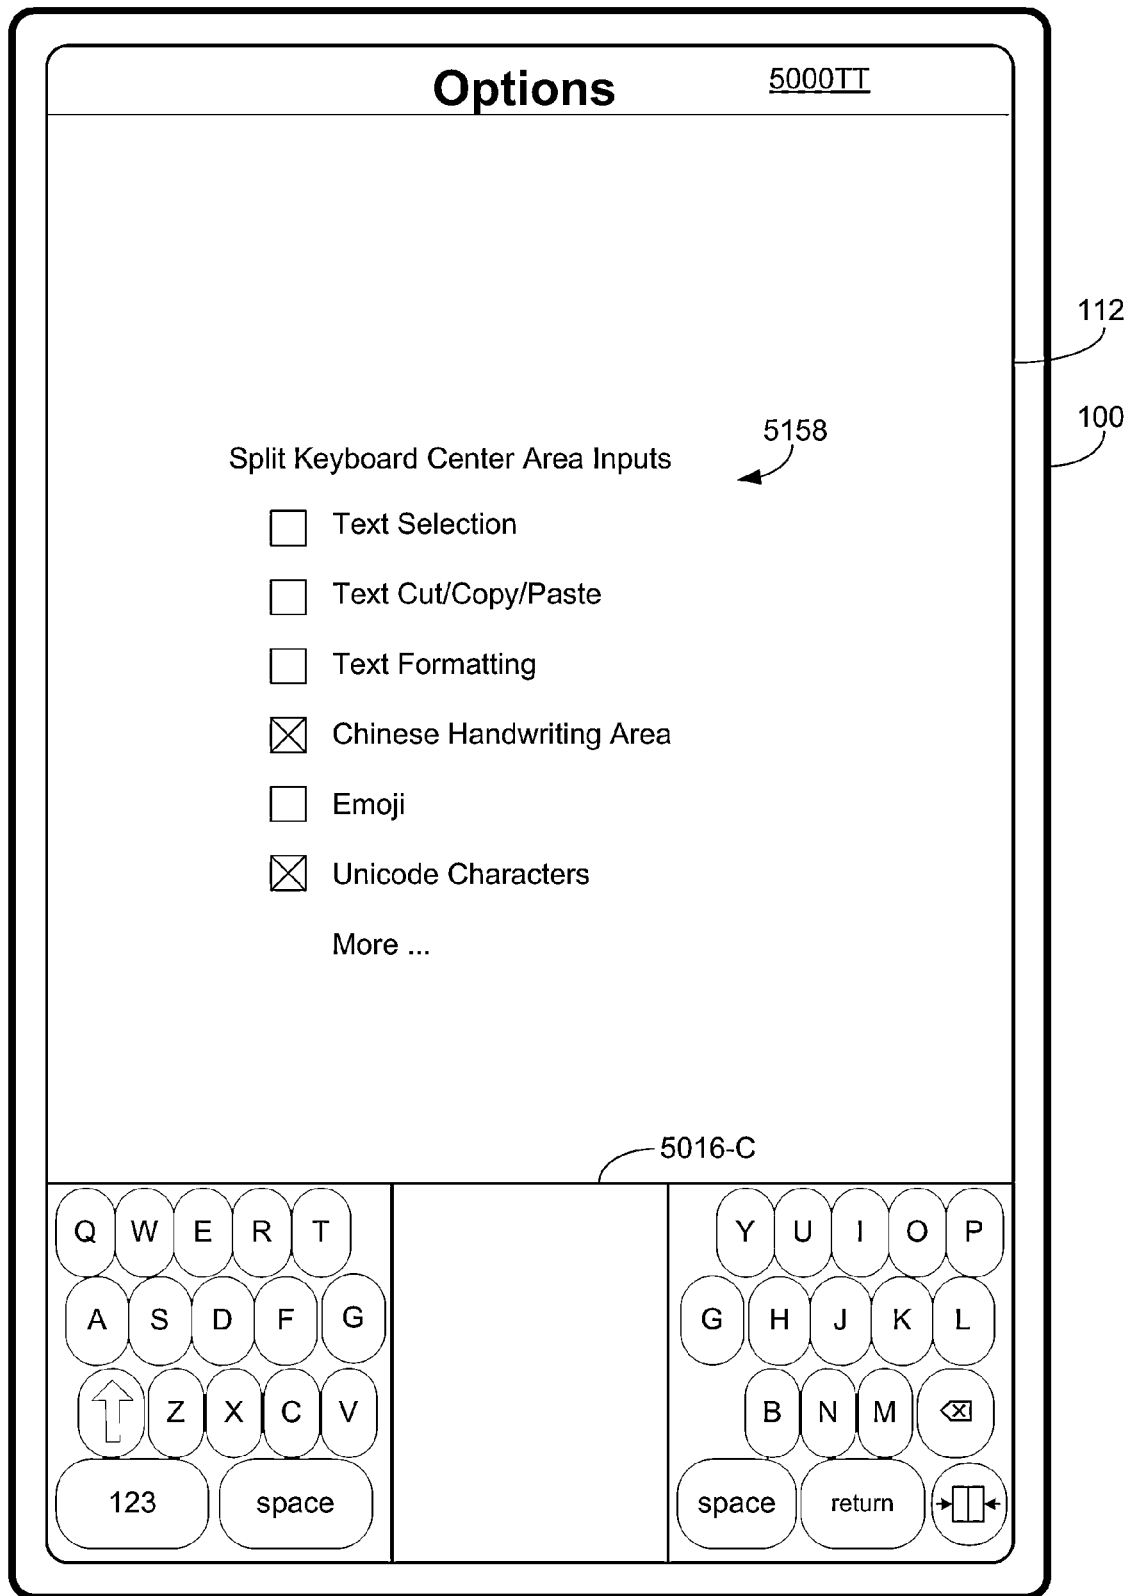 Options 5000TT
112
100
5158
Split Keyboard Center Area Inputs
Text Selection
Text Cut/Copy/Paste
Text Formatting
Chinese Handwriting Area
Emoji
Unicode Characters
More ...
5016-C
Q W E R T Y U I O P
A S D F G G H J K L
Z X C V B N M
123 space space return